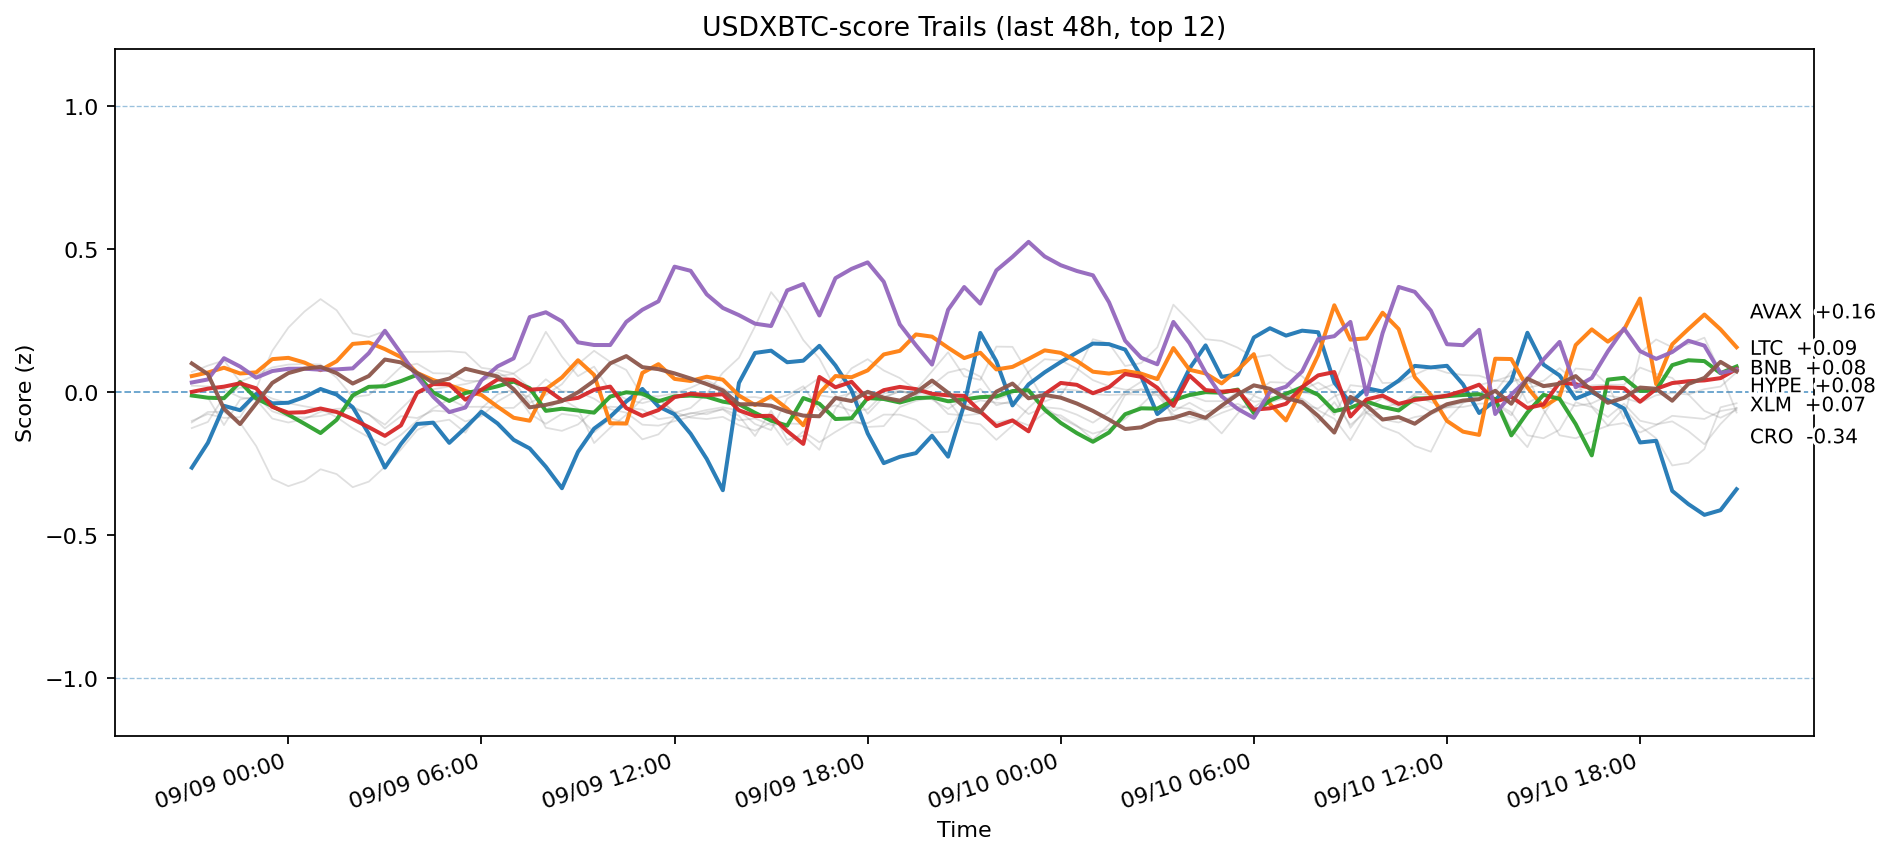 USDXBTC-score Trails (last 48h, top 12)
1.0
0.5
0.0
−0.5
−1.0
Score (z)
AVAX +0.16
LTC +0.09
BNB +0.08
HYPE +0.08
XLM +0.07
CRO -0.34
09/09 00:00
09/09 06:00
09/09 12:00
09/09 18:00
09/10 00:00
09/10 06:00
09/10 12:00
09/10 18:00
Time